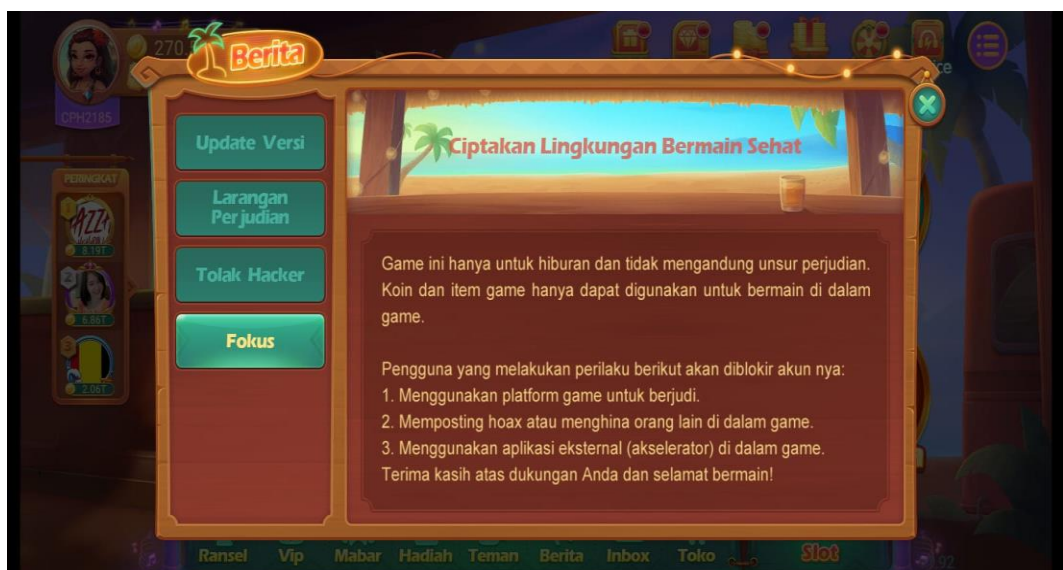 270.
Berita
CPH2185
PERINGKAT
1
8.19T
2
6.86T
3
2.06T
Update Versi
Larangan
Perjudian
Tolak Hacker
Fokus
Ciptakan Lingkungan Bermain Sehat
Game ini hanya untuk hiburan dan tidak mengandung unsur perjudian.
Koin dan item game hanya dapat digunakan untuk bermain di dalam
game.
Pengguna yang melakukan perilaku berikut akan diblokir akun nya:
1. Menggunakan platform game untuk berjudi.
2. Memposting hoax atau menghina orang lain di dalam game.
3. Menggunakan aplikasi eksternal (akselerator) di dalam game.
Terima kasih atas dukungan Anda dan selamat bermain!
Ransel Vip Mabar Hadiah Teman Berita Inbox Toko Slot